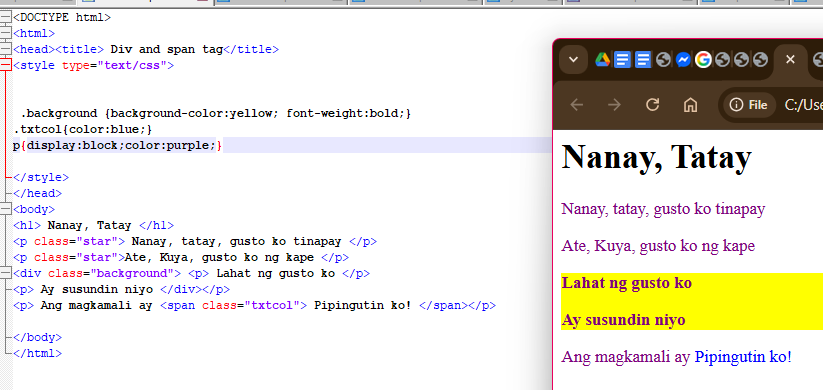 <DOCTYPE html>
<html>
<head><title> Div and span tag</title>
<style type="text/css">
.background {background-color:yellow; font-weight:bold;}
.txtcol{color:blue;}
p{display:block;color:purple;}
</style>
</head>
<body>
<h1> Nanay, Tatay </h1>
<p class="star"> Nanay, tatay, gusto ko tinapay </p>
<p class="star">Ate, Kuya, gusto ko ng kape </p>
<div class="background"> <p> Lahat ng gusto ko </p>
<p> Ay susundin niyo </div></p>
<p> Ang magkamali ay <span class="txtcol"> Pipingutin ko! </span></p>
</body>
</html>
File C:/Use
Nanay, Tatay
Nanay, tatay, gusto ko tinapay
Ate, Kuya, gusto ko ng kape
Lahat ng gusto ko
Ay susundin niyo
Ang magkamali ay Pipingutin ko!